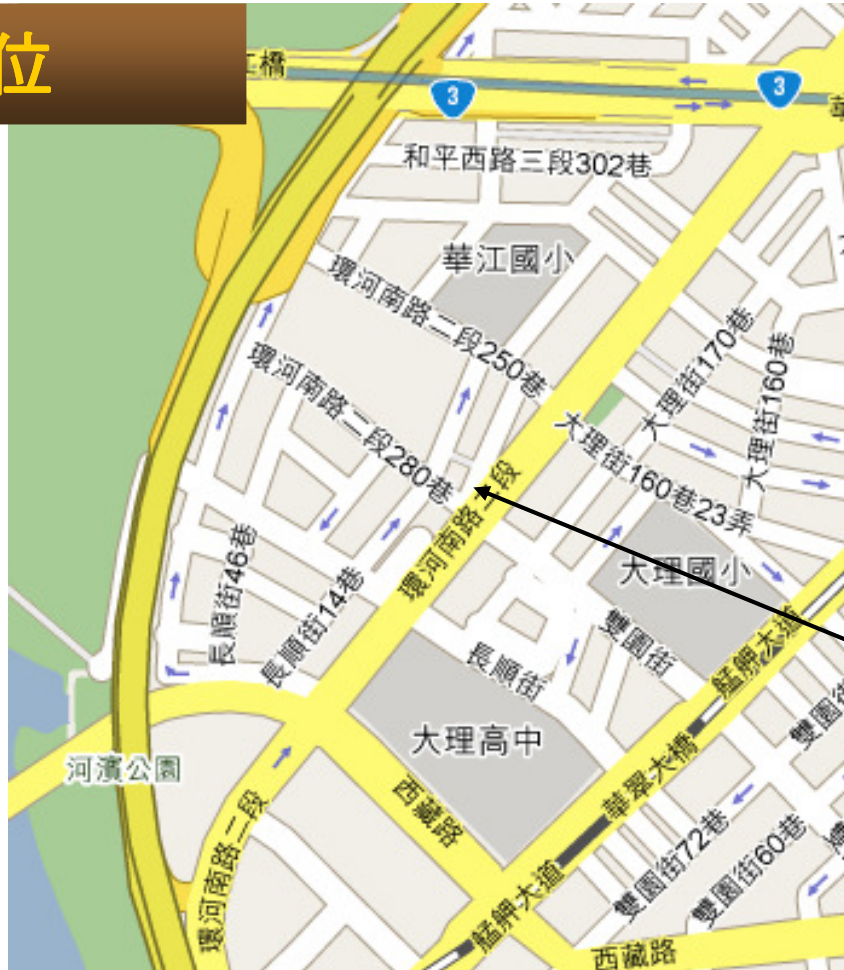 位
江橋
3
3
和平西路三段302巷
華江國小
環河南路二段250巷
環河南路二段280巷
大理街170巷
大理街160巷
大理街160巷23弄
環河南路二段
大理國小
長順街46巷
長順街14巷
雙園街
長順街
艋舺大道
大理高中
雙園街
河濱公園
華翠大橋
西藏路
環河南路二段
雙園街72巷
雙園街60巷
艋舺大道
西藏路